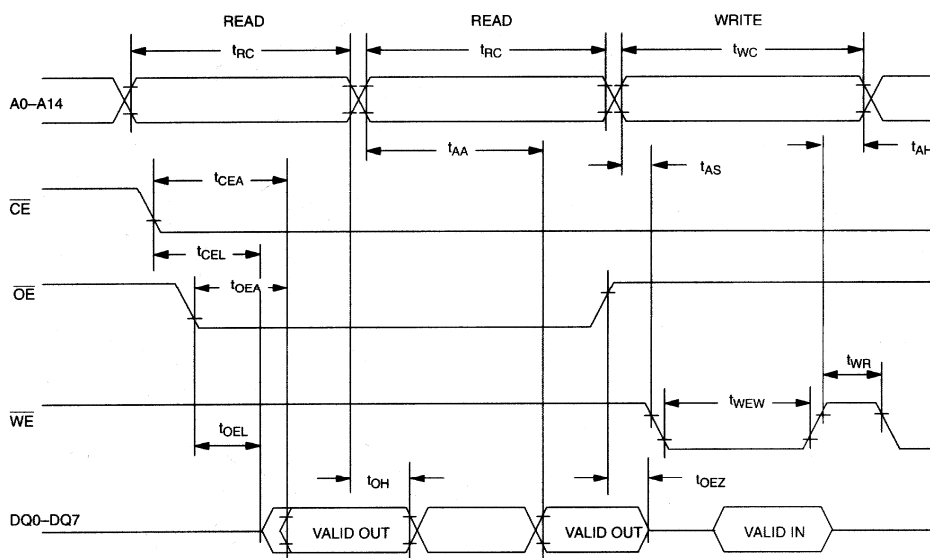 READ READ WRITE
tRC tRC tWC
A0–A14
tAA tAS tAH
tCEA
CE
tCEL
OE tOEA
tWR
WE tWEW
tOEL
tOH tOEZ
DQ0–DQ7 VALID OUT VALID OUT VALID IN